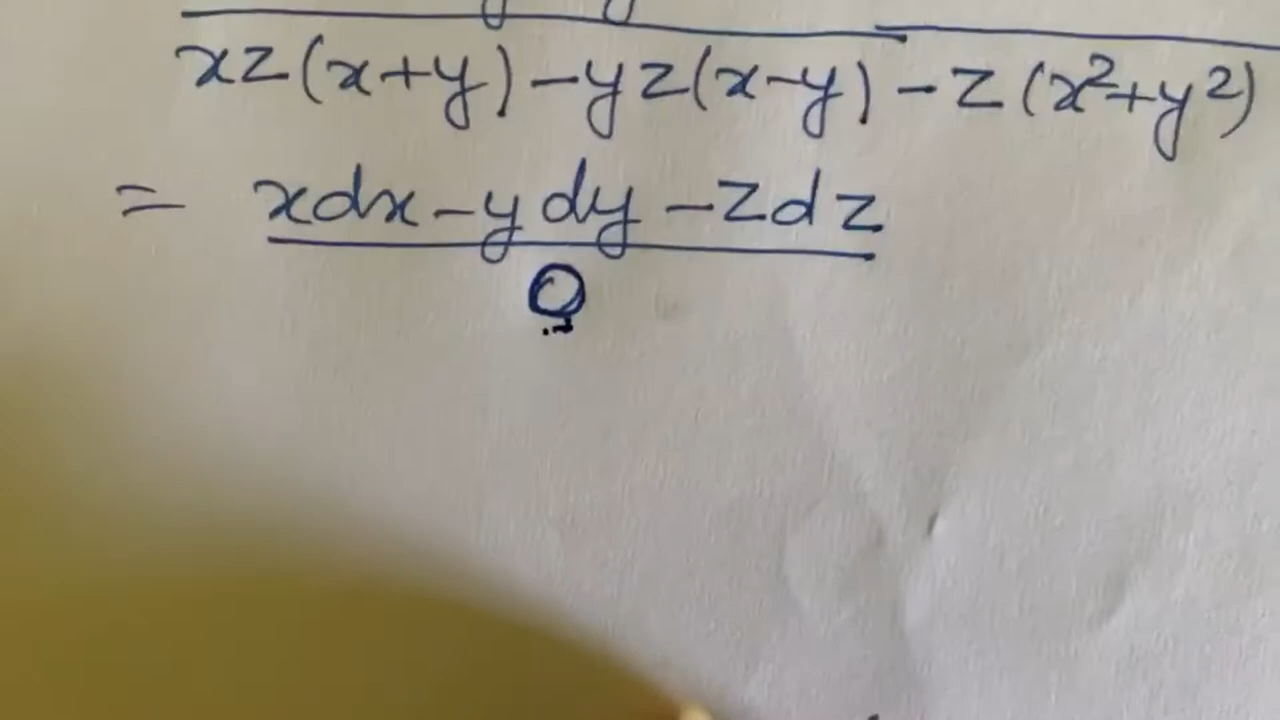 xz(x+y)-yz(x-y)-z(x²+y²)
= xdx-ydy-zdz
0